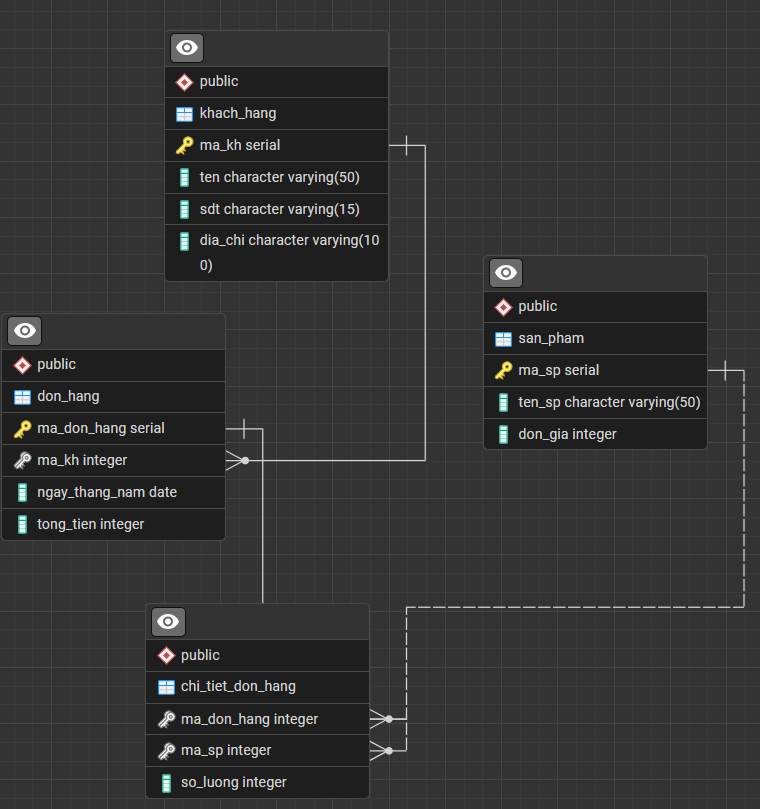 public
khach_hang
ma_kh serial
ten character varying(50)
sdt character varying(15)
dia_chi character varying(10
0)
public
san_pham
ma_sp serial
ten_sp character varying(50)
don_gia integer
public
don_hang
ma_don_hang serial
ma_kh integer
ngay_thang_nam date
tong_tien integer
public
chi_tiet_don_hang
ma_don_hang integer
ma_sp integer
so_luong integer